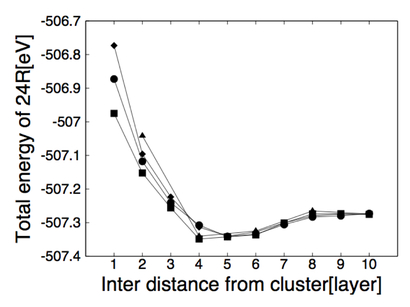 Total energy of 24R[eV]
-506.7
-506.8
-506.9
-507
-507.1
-507.2
-507.3
-507.4
1 2 3 4 5 6 7 8 9 10
Inter distance from cluster[layer]